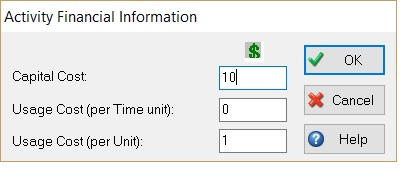 Activity Financial Information
$
Capital Cost: 10 OK
Usage Cost (per Time unit): 0 Cancel
Usage Cost (per Unit): 1 Help